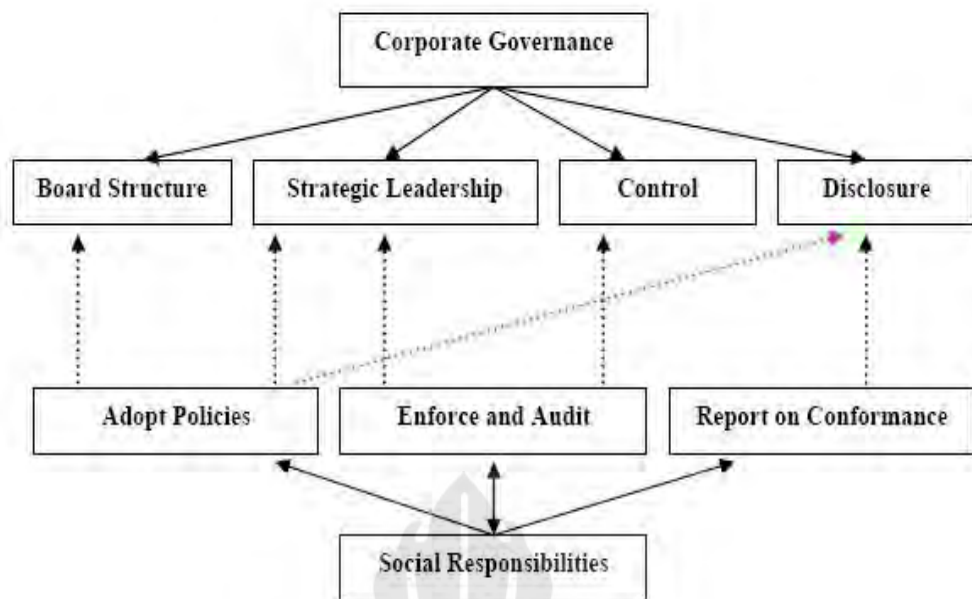 Corporate Governance
Board Structure
Strategic Leadership
Control
Disclosure
Adopt Policies
Enforce and Audit
Report on Conformance
Social Responsibilities